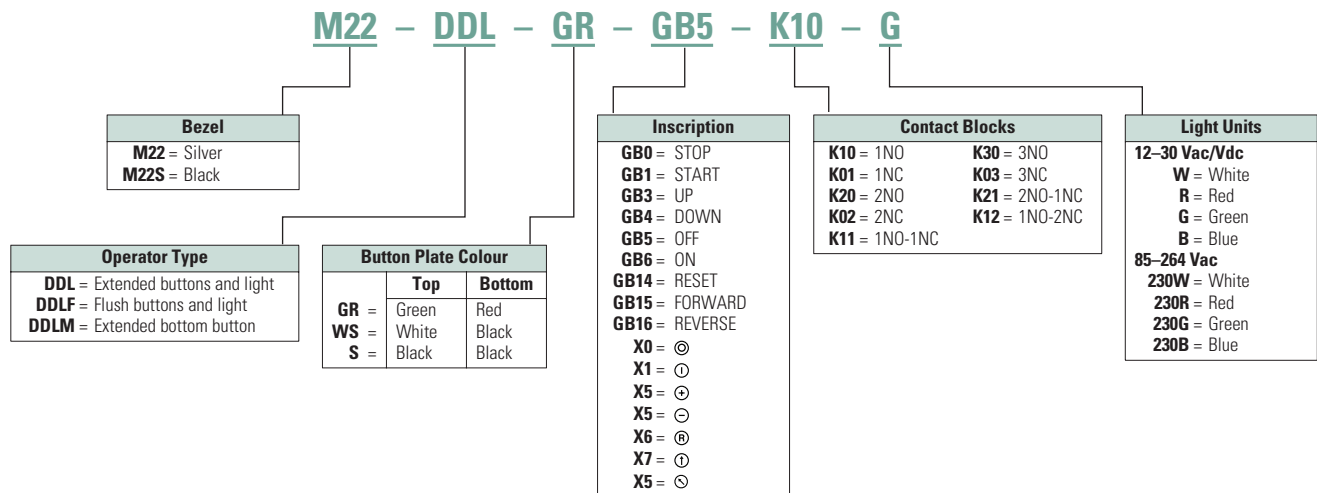 M22 – DDL – GR – GB5 – K10 – G
Bezel
M22 = Silver
M22S = Black
Operator Type
DDL = Extended buttons and light
DDLF = Flush buttons and light
DDLM = Extended bottom button
Button Plate Colour
Top Bottom
GR = Green Red
WS = White Black
S = Black Black
Inscription
GB0 = STOP
GB1 = START
GB3 = UP
GB4 = DOWN
GB5 = OFF
GB6 = ON
GB14 = RESET
GB15 = FORWARD
GB16 = REVERSE
X0 =
X1 =
X5 = +
X5 = −
X6 = R
X7 = ↑
X5 =
Contact Blocks
K10 = 1NO K30 = 3NO
K01 = 1NC K03 = 3NC
K20 = 2NO K21 = 2NO-1NC
K02 = 2NC K12 = 1NO-2NC
K11 = 1NO-1NC
Light Units
12–30 Vac/Vdc
W = White
R = Red
G = Green
B = Blue
85–264 Vac
230W = White
230R = Red
230G = Green
230B = Blue